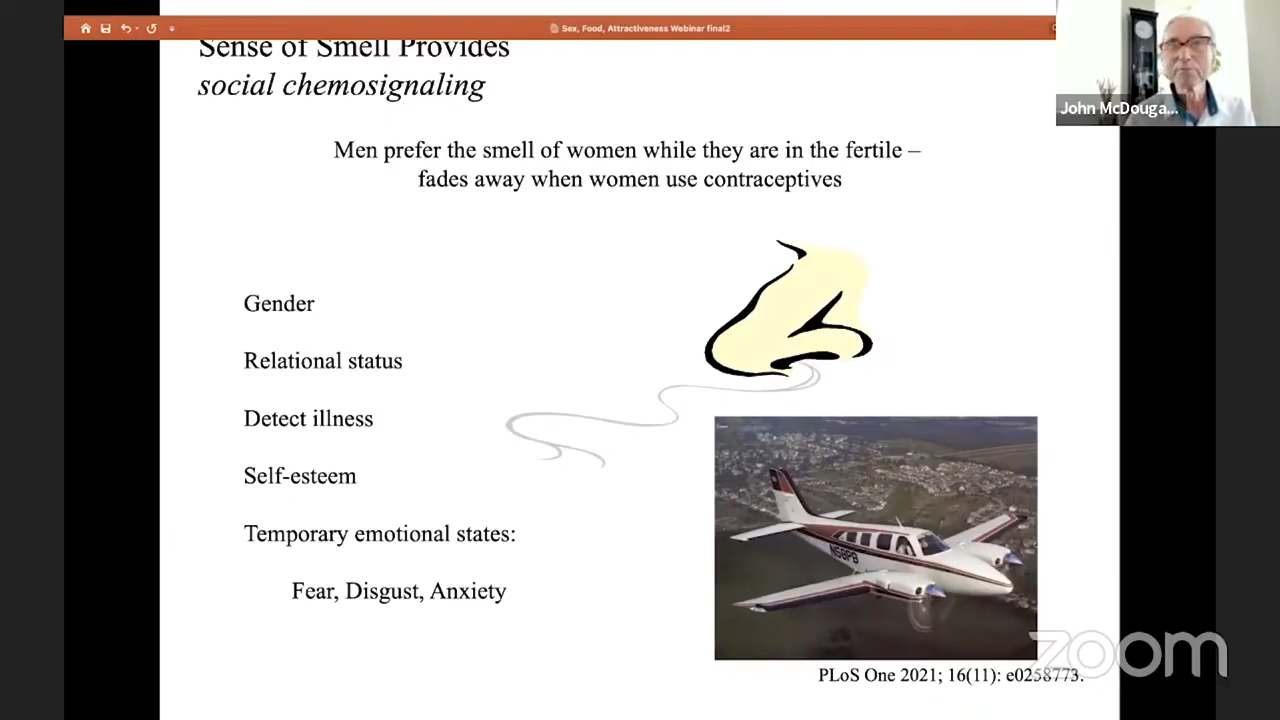 Sex, Food, Attractiveness Webinar final2
John McDouga...
Sense of Smell Provides
social chemosignaling
Men prefer the smell of women while they are in the fertile –
fades away when women use contraceptives
Gender
Relational status
Detect illness
Self-esteem
Temporary emotional states:
Fear, Disgust, Anxiety
N58PB
zoom
PLoS One 2021; 16(11): e0258773.